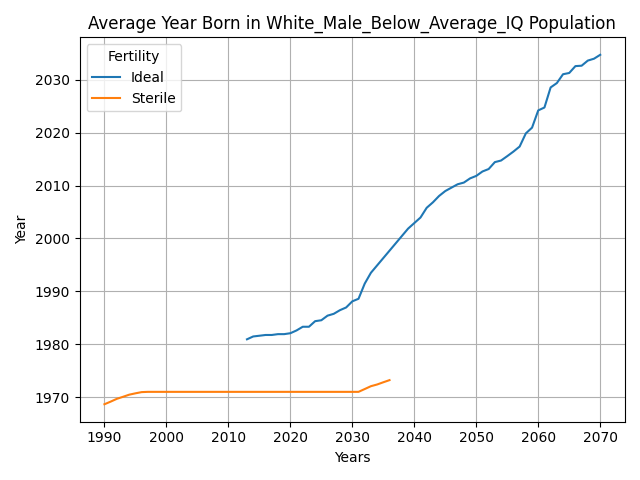 Average Year Born in White_Male_Below_Average_IQ Population
Fertility
Ideal
Sterile
Year
2030
2020
2010
2000
1990
1980
1970
1990 2000 2010 2020 2030 2040 2050 2060 2070
Years